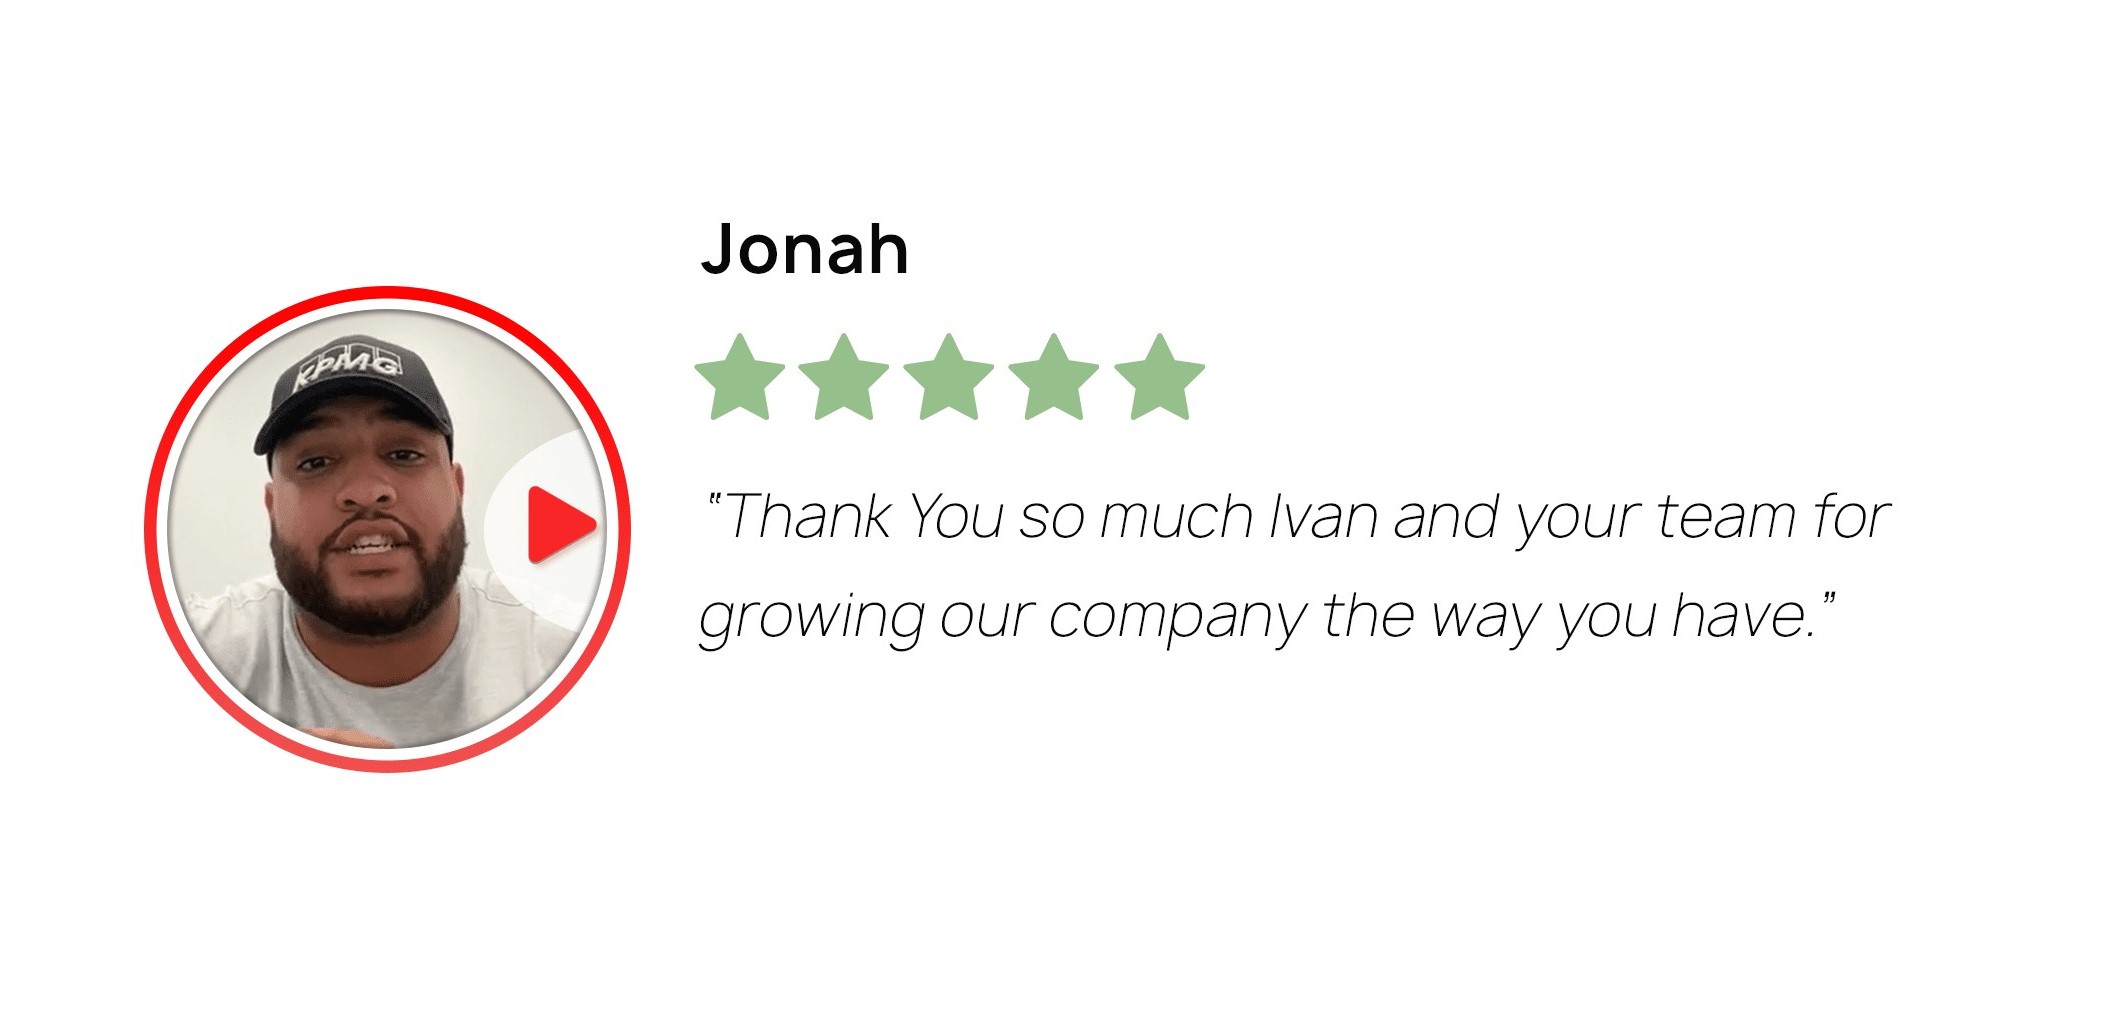 KPMG
Jonah
“Thank You so much Ivan and your team for
growing our company the way you have.”